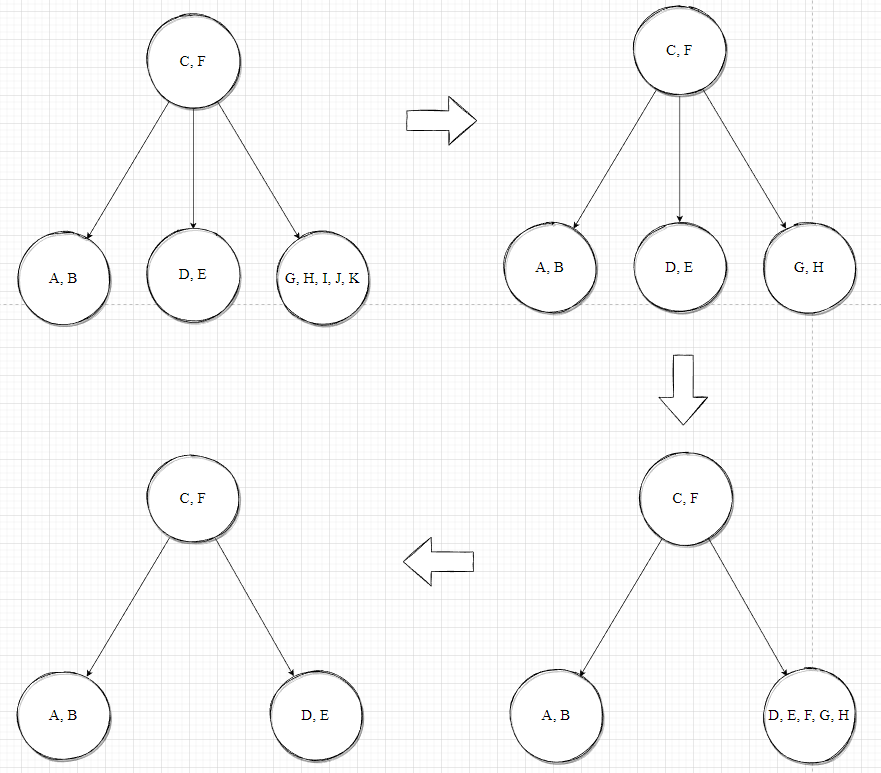 C, F
A, B
D, E
G, H, I, J, K
C, F
A, B
D, E
G, H
C, F
A, B
D, E, F, G, H
C, F
A, B
D, E